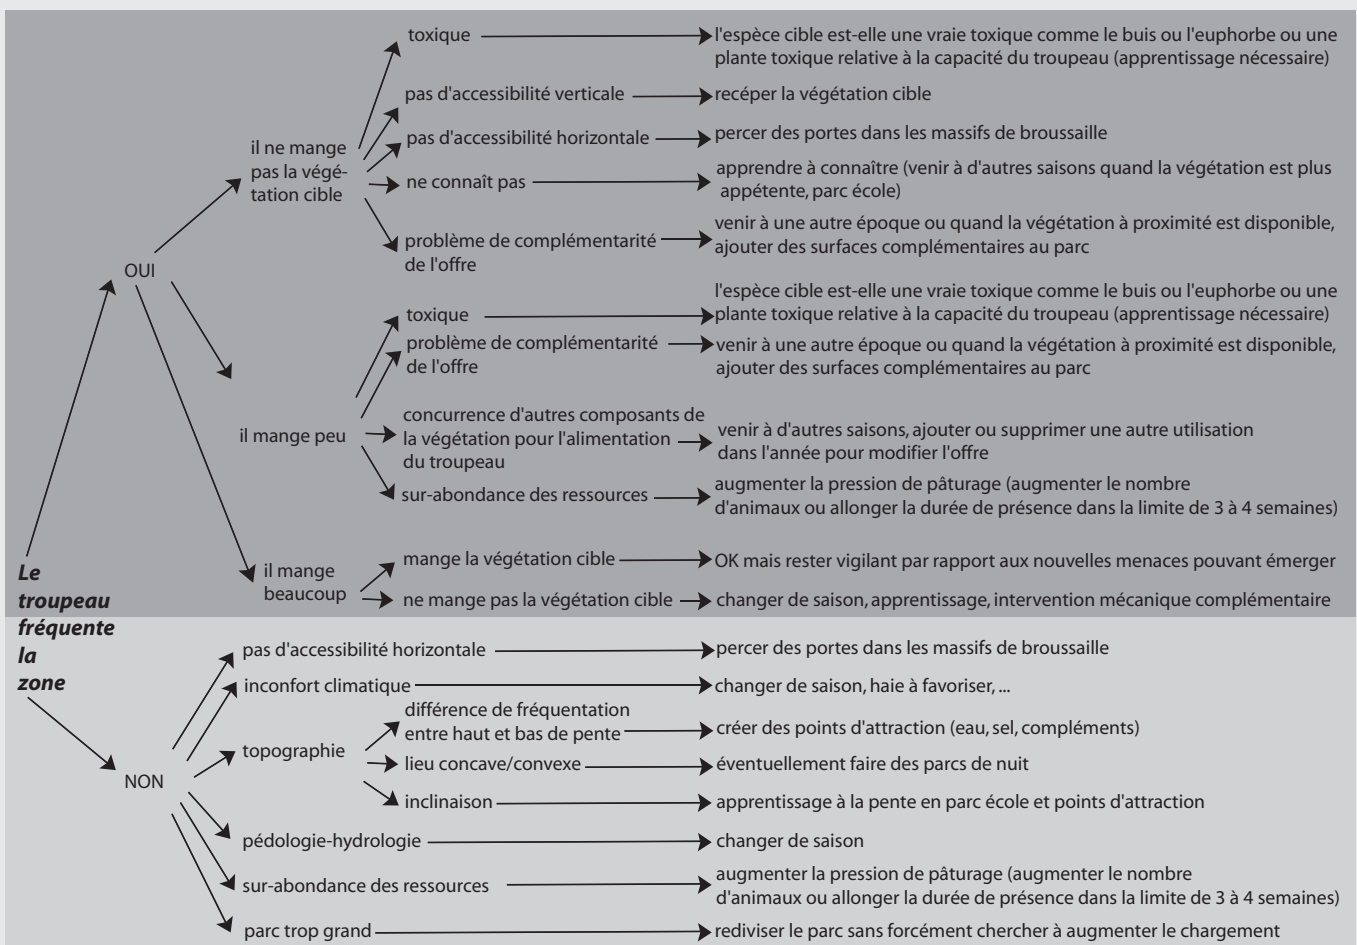 toxique
l'espèce cible est-elle une vraie toxique comme le buis ou l'euphorbe ou une
plante toxique relative à la capacité du troupeau (apprentissage nécessaire)
pas d'accessibilité verticale
recéper la végétation cible
il ne mange
pas la végé-
tation cible
pas d'accessibilité horizontale
percer des portes dans les massifs de broussaille
ne connaît pas
apprendre à connaître (venir à d'autres saisons quand la végétation est plus
appétente, parc école)
problème de complémentarité
de l'offre
venir à une autre époque ou quand la végétation à proximité est disponible,
ajouter des surfaces complémentaires au parc
OUI
toxique
l'espèce cible est-elle une vraie toxique comme le buis ou l'euphorbe ou une
plante toxique relative à la capacité du troupeau (apprentissage nécessaire)
problème de complémentarité
de l'offre
venir à une autre époque ou quand la végétation à proximité est disponible,
ajouter des surfaces complémentaires au parc
il mange peu
concurrence d'autres composants de
la végétation pour l'alimentation
du troupeau
venir à d'autres saisons, ajouter ou supprimer une autre utilisation
dans l'année pour modifier l'offre
sur-abondance des ressources
augmenter la pression de pâturage (augmenter le nombre
d'animaux ou allonger la durée de présence dans la limite de 3 à 4 semaines)
il mange
beaucoup
mange la végétation cible
OK mais rester vigilant par rapport aux nouvelles menaces pouvant émerger
ne mange pas la végétation cible
changer de saison, apprentissage, intervention mécanique complémentaire
Le
troupeau
fréquente
la
zone
pas d'accessibilité horizontale
percer des portes dans les massifs de broussaille
inconfort climatique
changer de saison, haie à favoriser, ...
topographie
différence de fréquentation
entre haut et bas de pente
créer des points d'attraction (eau, sel, compléments)
lieu concave/convexe
éventuellement faire des parcs de nuit
NON
inclinaison
apprentissage à la pente en parc école et points d'attraction
pédologie-hydrologie
changer de saison
sur-abondance des ressources
augmenter la pression de pâturage (augmenter le nombre
d'animaux ou allonger la durée de présence dans la limite de 3 à 4 semaines)
parc trop grand
rediviser le parc sans forcément chercher à augmenter le chargement